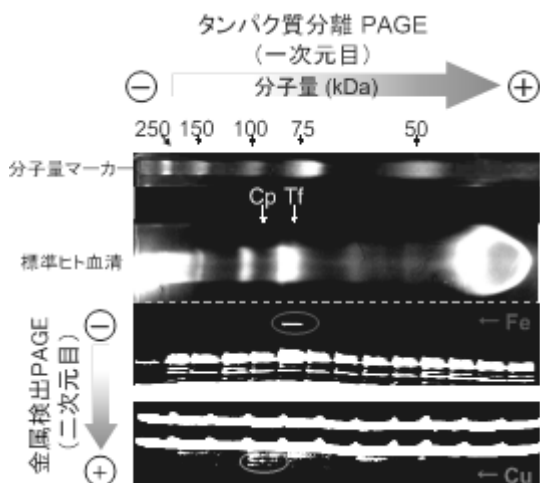 タンパク質分離 PAGE
(一次元目)
⊖ 分子量 (kDa) ⊕
250 150 100 75 50
分子量マーカー
Cp Tf
標準ヒト血清
金属検出PAGE
(二次元目)
⊖
⊕
← Fe
← Cu